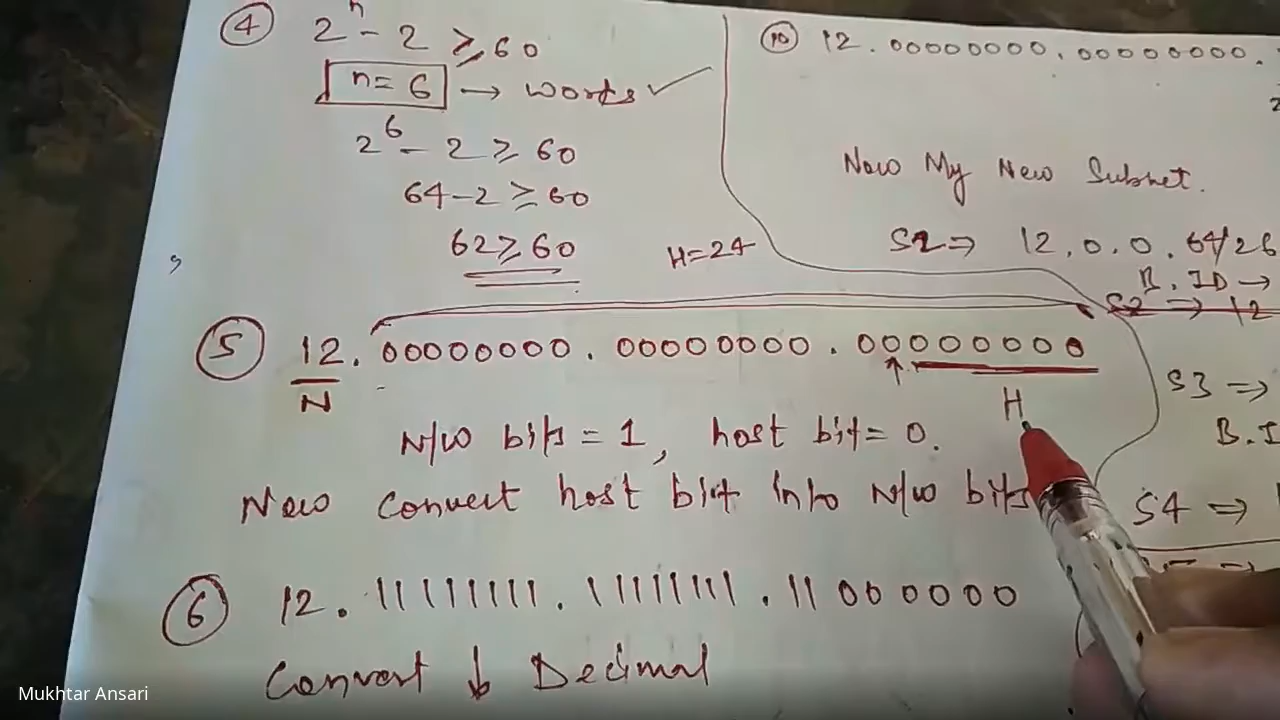 4 2^n - 2 ≥ 60
n = 6 → works ✓
2^6 - 2 ≥ 60
64 - 2 ≥ 60
62 ≥ 60
H=24
5 12.00000000.00000000.00000000
N
H
N/W bits = 1, host bit = 0.
New convert host bit into N/W bits
6 12.11111111.11111111.11000000
Convert ↓ Decimal
10 12.00000000.00000000.
Now My New Subnet.
S1 ⇒ 12.0.0.64/26
B.ID →
S2 → 12
S3 ⇒
B.I
S4 ⇒
Mukhtar Ansari